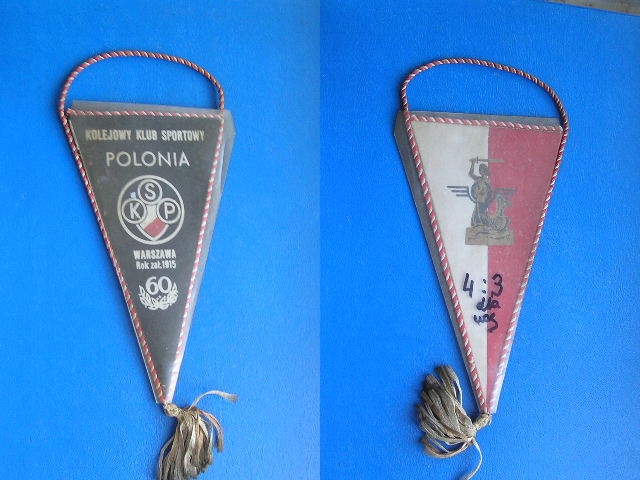 KOLEJOWY KLUB SPORTOWY
POLONIA
S
K P
WARSZAWA
Rok zał. 1915
60
4:3